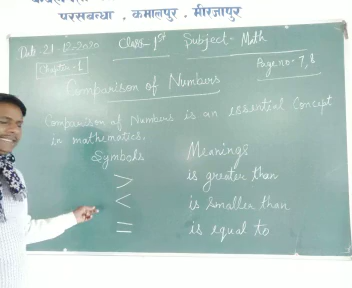 परसबन्धा . कमालपुर . मीरजापुर
Date-21-12-2020 Class-1st Subject-Math
Chapter-1 Page no-7,8
Comparison of Numbers
Comparison of Numbers is an essential Concept
in mathematics.
Symbols Meanings
> is greater than
< is smaller than
= is equal to